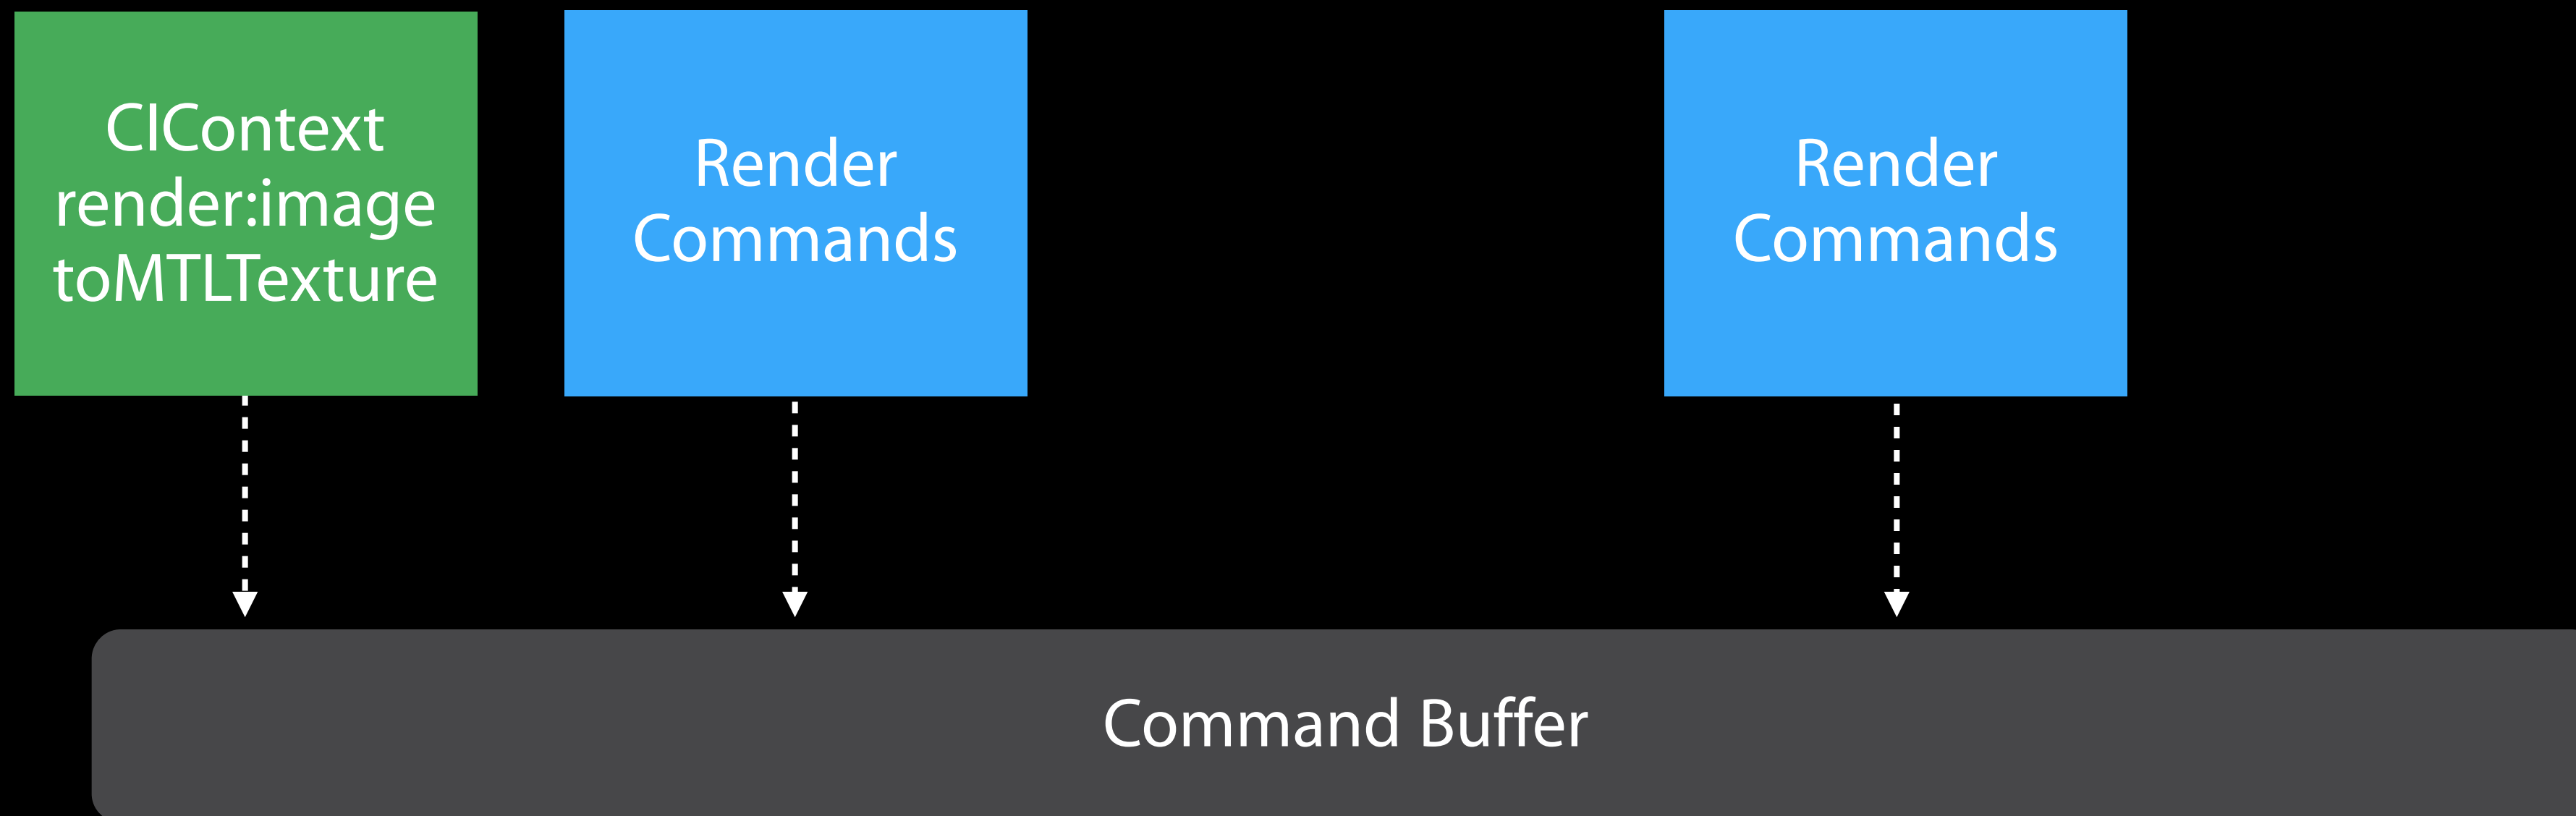 CIContext
render:image
toMTLTexture
Render
Commands
Render
Commands
Command Buffer